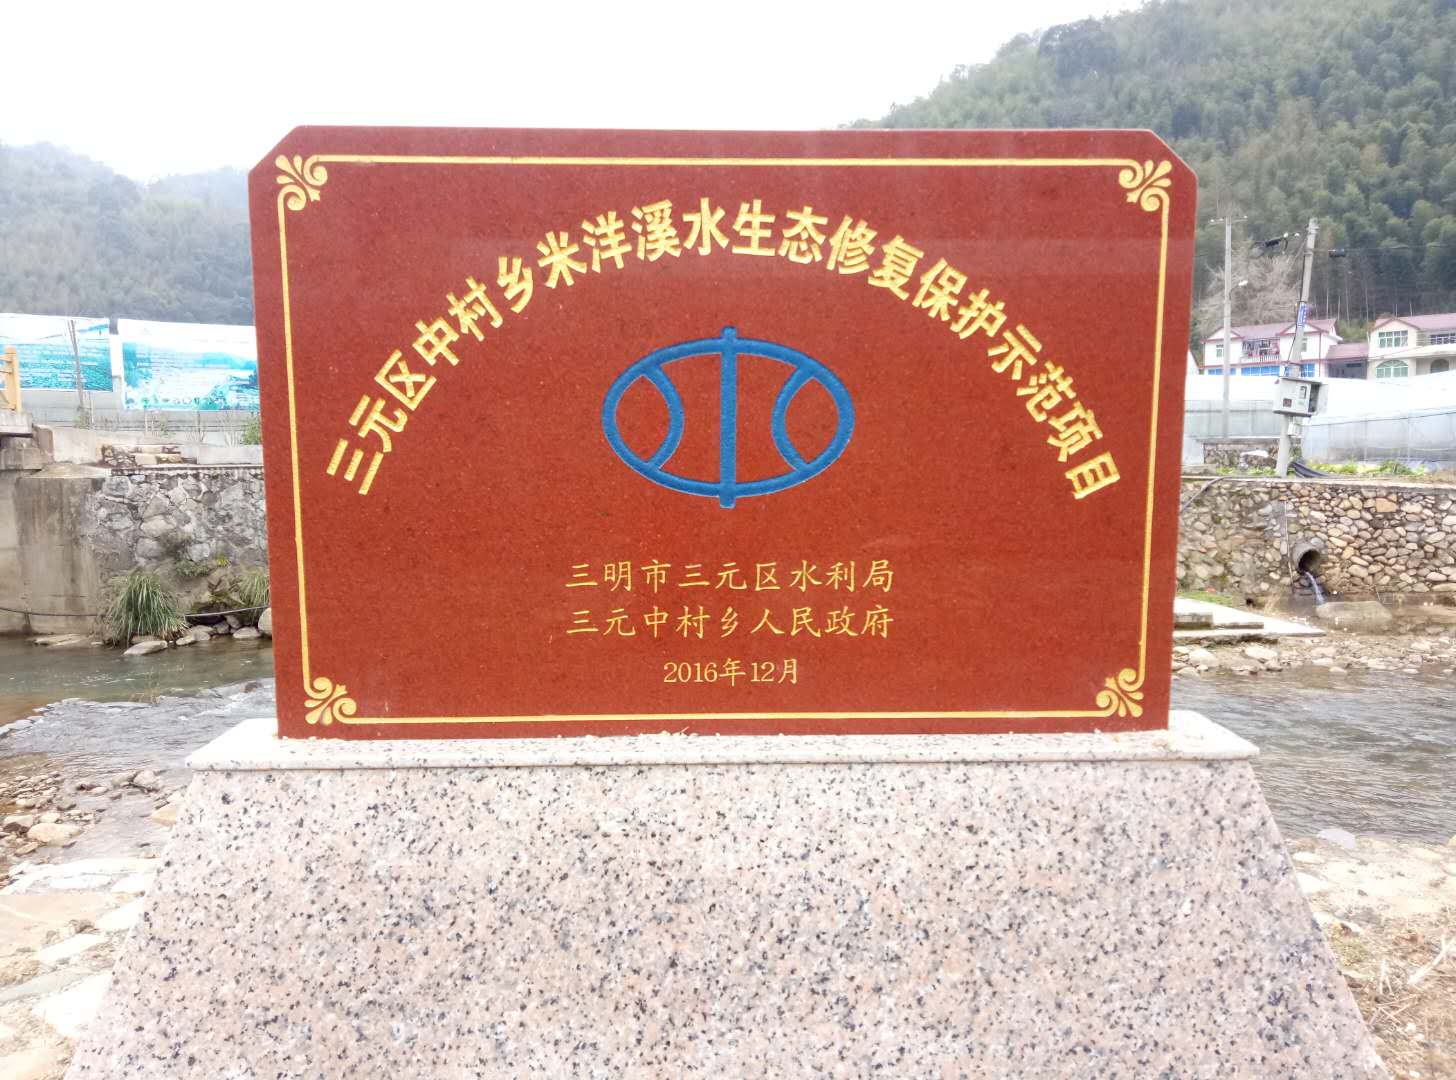 三元区中村乡米洋溪水生态修复保护示范项目
三明市三元区水利局
三元中村乡人民政府
2016年12月